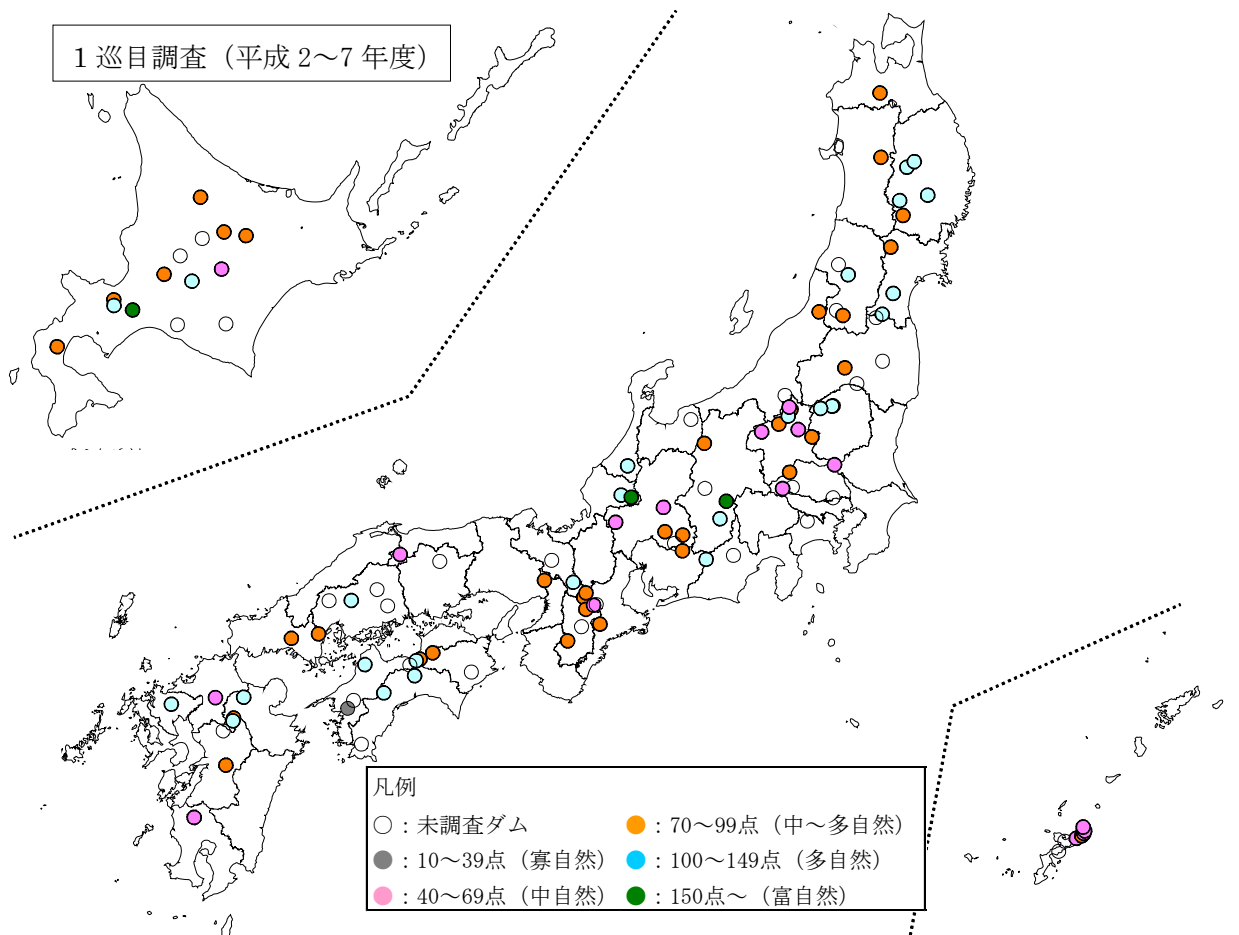 1 巡目調査（平成 2～7 年度）
凡例
○：未調査ダム
●：10～39点（寡自然）
●：40～69点（中自然）
●：70～99点（中～多自然）
●：100～149点（多自然）
●：150点～（富自然）